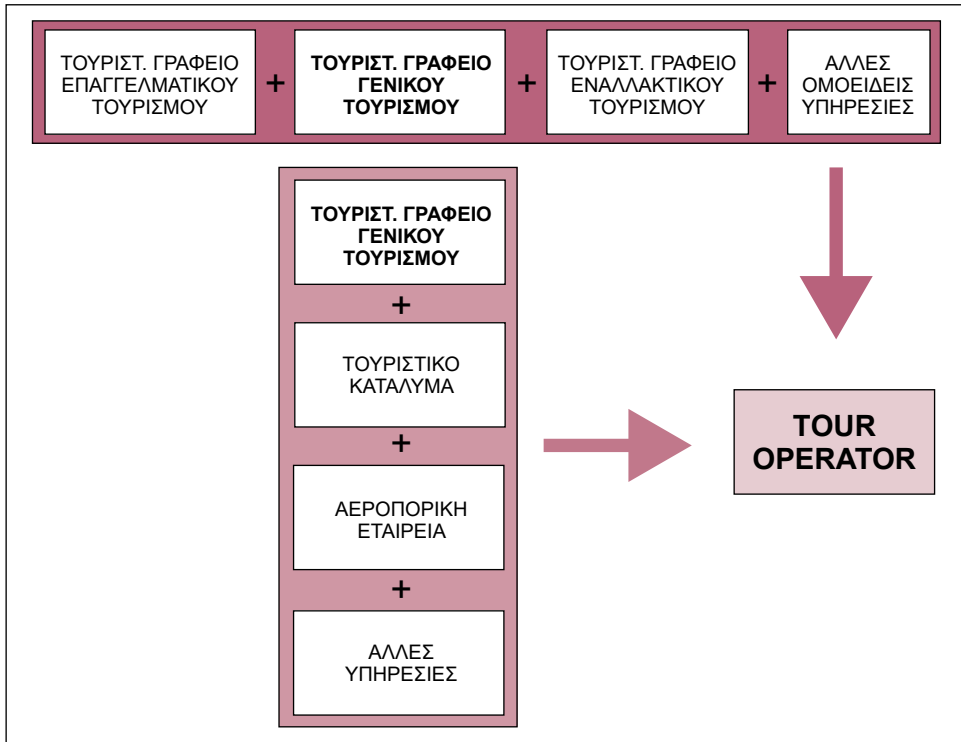 ΤΟΥΡΙΣΤ. ΓΡΑΦΕΙΟ
ΕΠΑΓΓΕΛΜΑΤΙΚΟΥ
ΤΟΥΡΙΣΜΟΥ
+
ΤΟΥΡΙΣΤ. ΓΡΑΦΕΙΟ
ΓΕΝΙΚΟΥ
ΤΟΥΡΙΣΜΟΥ
+
ΤΟΥΡΙΣΤ. ΓΡΑΦΕΙΟ
ΕΝΑΛΛΑΚΤΙΚΟΥ
ΤΟΥΡΙΣΜΟΥ
+
ΑΛΛΕΣ
ΟΜΟΕΙΔΕΙΣ
ΥΠΗΡΕΣΙΕΣ
ΤΟΥΡΙΣΤ. ΓΡΑΦΕΙΟ
ΓΕΝΙΚΟΥ
ΤΟΥΡΙΣΜΟΥ
+
ΤΟΥΡΙΣΤΙΚΟ
ΚΑΤΑΛΥΜΑ
+
ΑΕΡΟΠΟΡΙΚΗ
ΕΤΑΙΡΕΙΑ
+
ΑΛΛΕΣ
ΥΠΗΡΕΣΙΕΣ
TOUR
OPERATOR